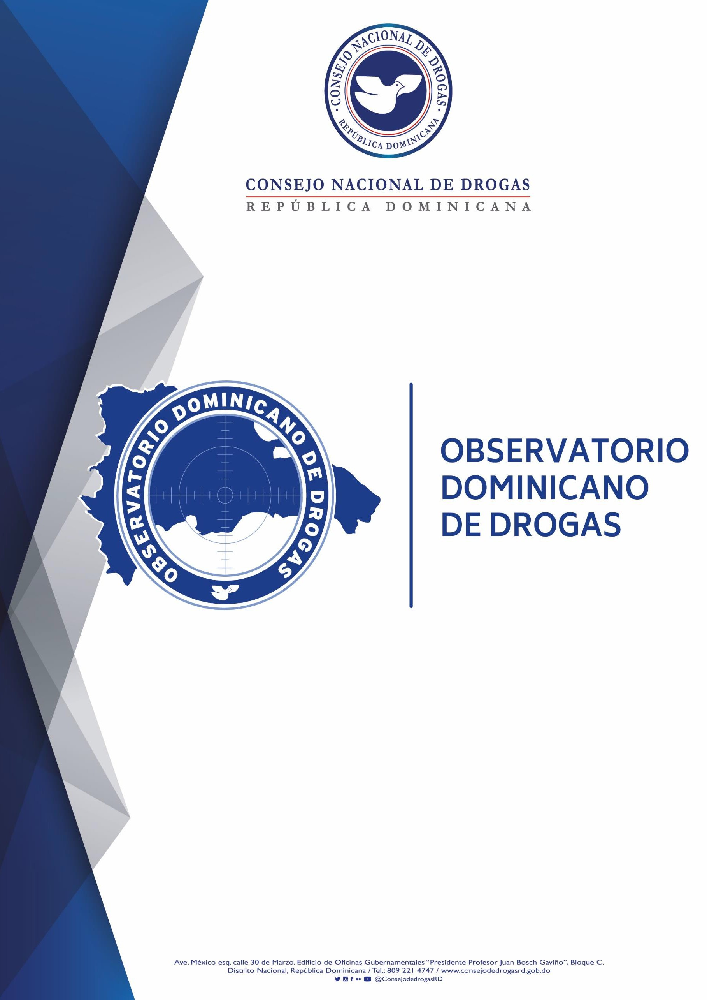 CONSEJO NACIONAL DE DROGAS
REPÚBLICA DOMINICANA
CONSEJO NACIONAL DE DROGAS
REPÚBLICA DOMINICANA
OBSERVATORIO DOMINICANO DE DROGAS
OBSERVATORIO
DOMINICANO
DE DROGAS
Ave. México esq. calle 30 de Marzo. Edificio de Oficinas Gubernamentales “Presidente Profesor Juan Bosch Gaviño”, Bloque C.
Distrito Nacional, República Dominicana / Tel.: 809 221 4747 / www.consejodedrogasrd.gob.do
@ConsejodedrogasRD